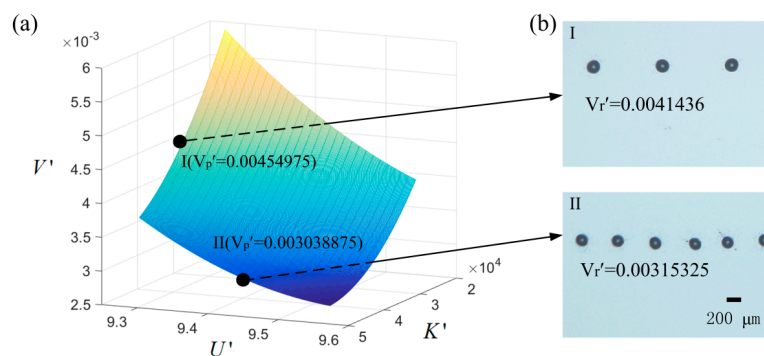 (a)
×10⁻³
6
5.5
5
4.5
4
3.5
3
2.5
V'
I(Vₚ'=0.00454975)
II(Vₚ'=0.003038875)
9.3
9.4
9.5
9.6
U'
5
4
3
2
×10⁴
K'
(b)
I
Vᵣ'=0.0041436
II
Vᵣ'=0.00315325
200 μm